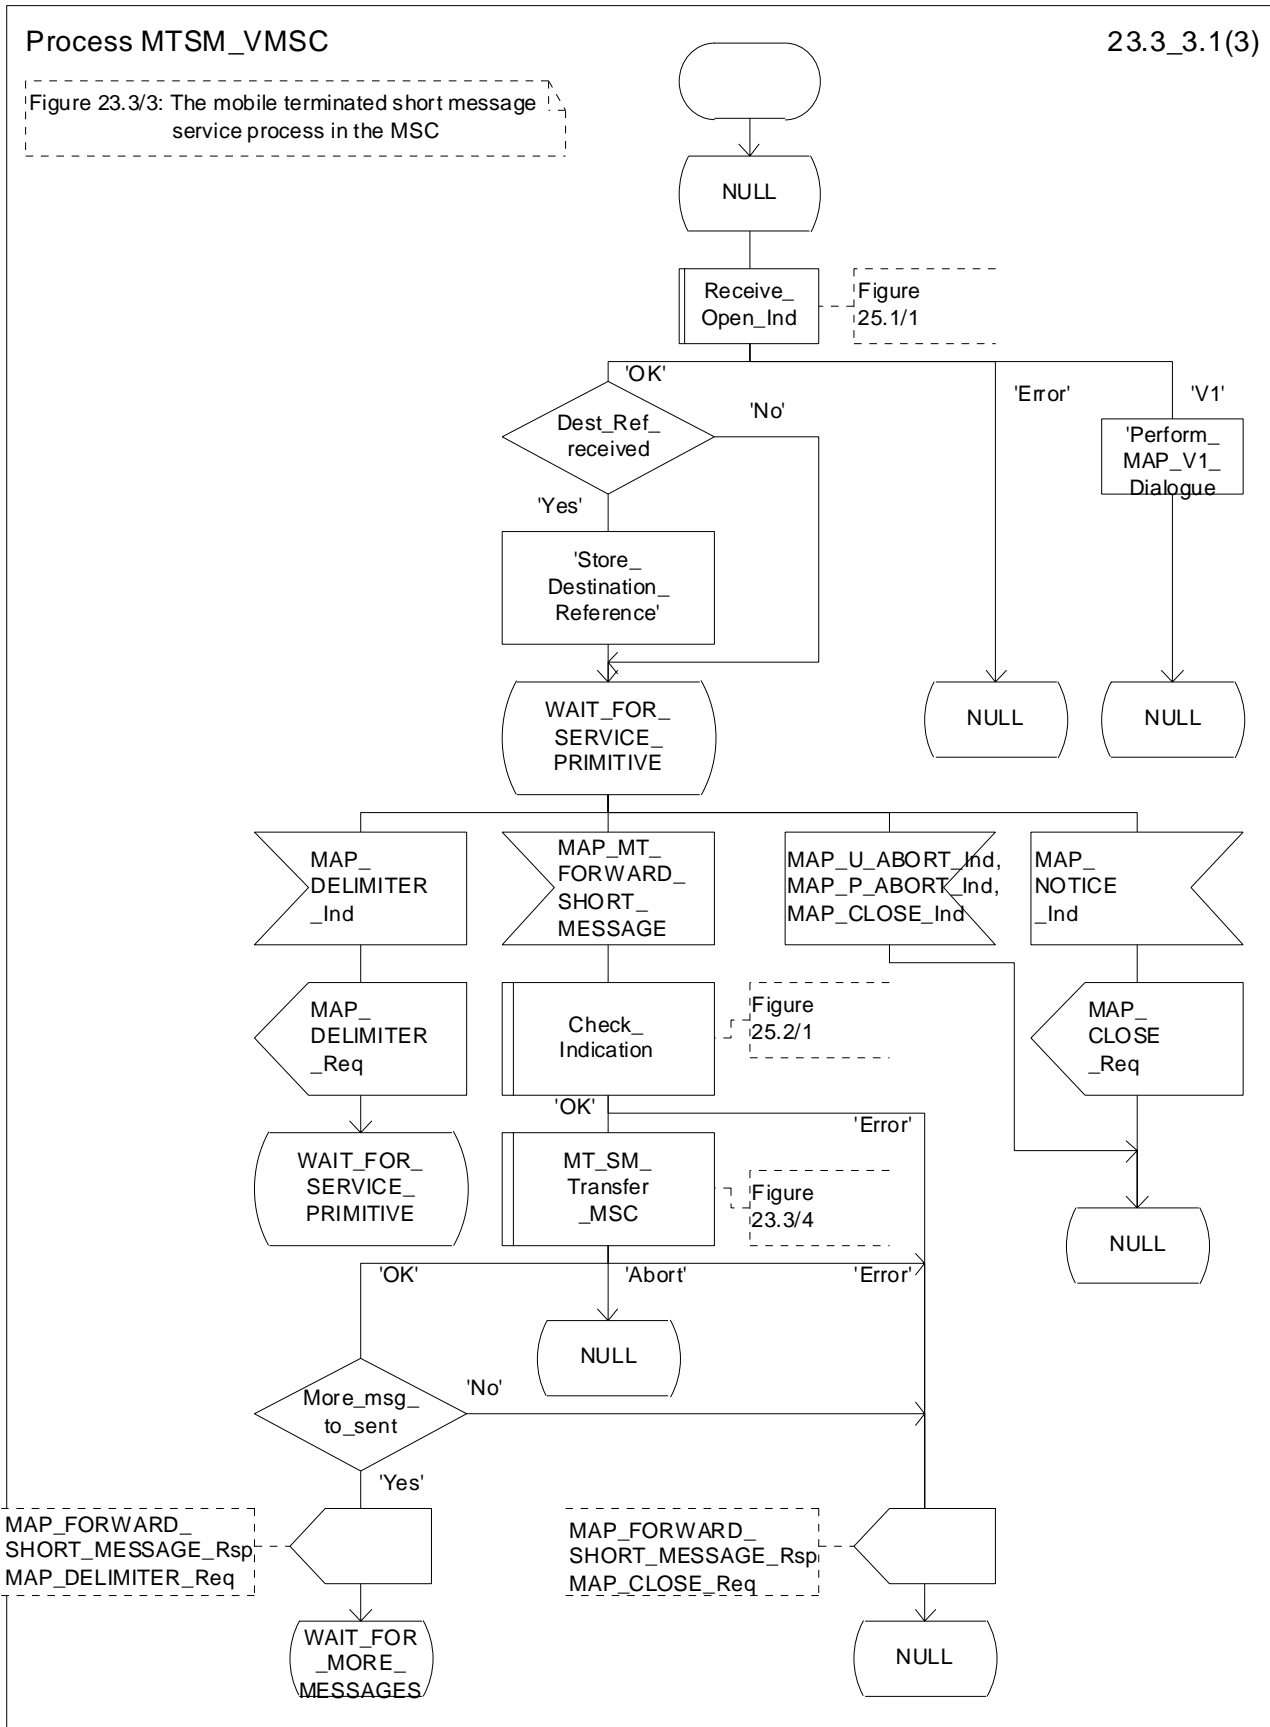 Process MTSM_VMSC
23.3_3.1(3)
Figure 23.3/3: The mobile terminated short message
service process in the MSC
NULL
Receive_
Open_Ind
Figure
25.1/1
'OK'
'No'
'Error'
'V1'
Dest_Ref_
received
'Perform_
MAP_V1_
Dialogue
'Yes'
'Store_
Destination_
Reference'
WAIT_FOR_
SERVICE_
PRIMITIVE
NULL
NULL
MAP_
DELIMITER
_Ind
MAP_MT_
FORWARD_
SHORT_
MESSAGE
MAP_U_ABORT_Ind,
MAP_P_ABORT_Ind,
MAP_CLOSE_Ind
MAP_
NOTICE
_Ind
MAP_
DELIMITER
_Req
Check_
Indication
Figure
25.2/1
MAP_
CLOSE
_Req
'OK'
'Error'
WAIT_FOR_
SERVICE_
PRIMITIVE
MT_SM_
Transfer
_MSC
Figure
23.3/4
NULL
'OK'
'Abort'
'Error'
NULL
More_msg_
to_sent
'No'
'Yes'
MAP_FORWARD_
SHORT_MESSAGE_Rsp
MAP_DELIMITER_Req
MAP_FORWARD_
SHORT_MESSAGE_Rsp
MAP_CLOSE_Req
WAIT_FOR
_MORE_
MESSAGES
NULL